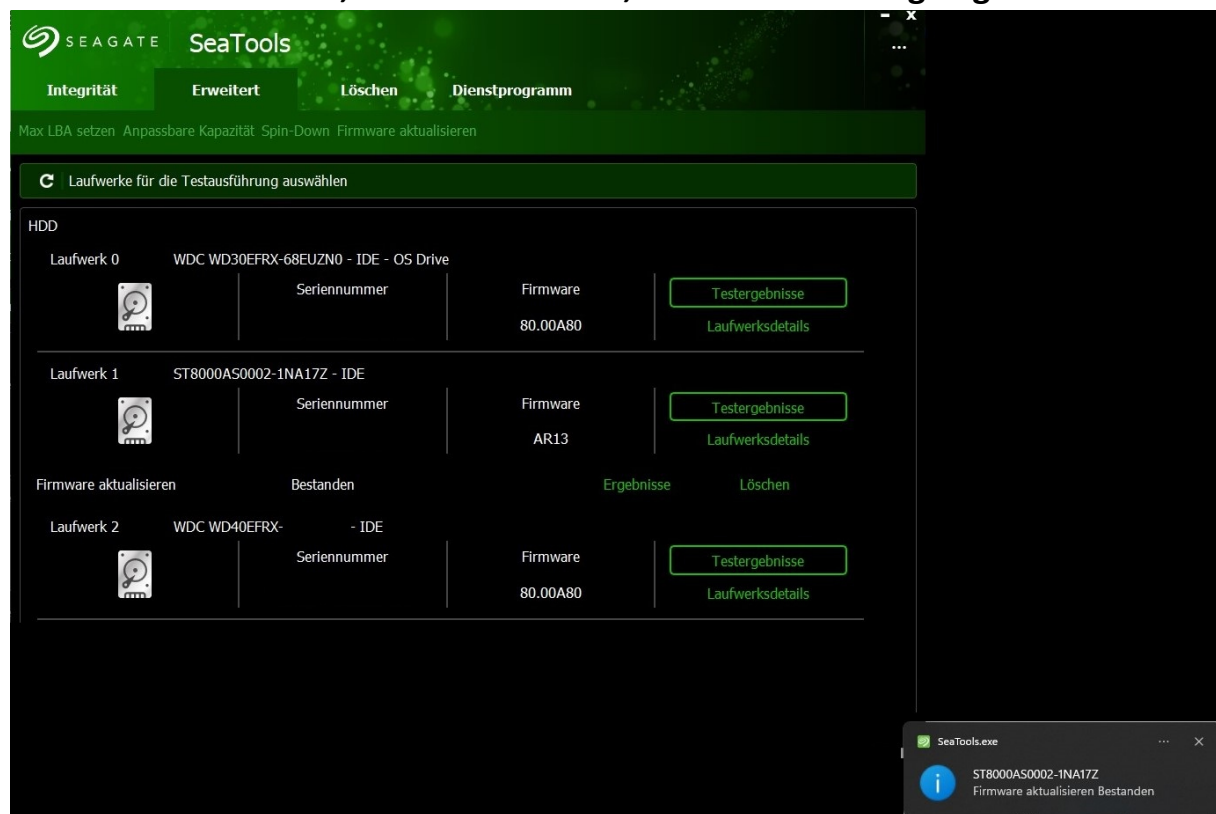 - x
SEAGATE SeaTools
...
Integrität Erweitert Löschen Dienstprogramm
Max LBA setzen Anpassbare Kapazität Spin-Down Firmware aktualisieren
Laufwerke für die Testausführung auswählen
HDD
Laufwerk 0 WDC WD30EFRX-68EUZN0 - IDE - OS Drive
Seriennummer Firmware Testergebnisse
80.00A80 Laufwerksdetails
Laufwerk 1 ST8000AS0002-1NA17Z - IDE
Seriennummer Firmware Testergebnisse
AR13 Laufwerksdetails
Firmware aktualisieren Bestanden Ergebnisse Löschen
Laufwerk 2 WDC WD40EFRX- - IDE
Seriennummer Firmware Testergebnisse
80.00A80 Laufwerksdetails
SeaTools.exe ... ×
ST8000AS0002-1NA17Z
Firmware aktualisieren Bestanden